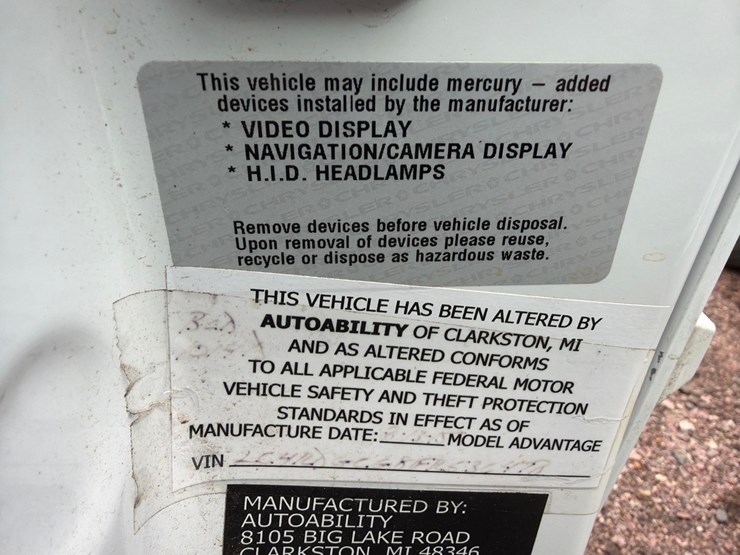 This vehicle may include mercury – added
devices installed by the manufacturer:
* VIDEO DISPLAY
* NAVIGATION/CAMERA DISPLAY
* H.I.D. HEADLAMPS
Remove devices before vehicle disposal.
Upon removal of devices please reuse,
recycle or dispose as hazardous waste.
THIS VEHICLE HAS BEEN ALTERED BY
AUTOABILITY OF CLARKSTON, MI
AND AS ALTERED CONFORMS
TO ALL APPLICABLE FEDERAL MOTOR
VEHICLE SAFETY AND THEFT PROTECTION
STANDARDS IN EFFECT AS OF
MANUFACTURE DATE: MODEL ADVANTAGE
VIN
MANUFACTURED BY:
AUTOABILITY
8105 BIG LAKE ROAD
CLARKSTON, MI 48346